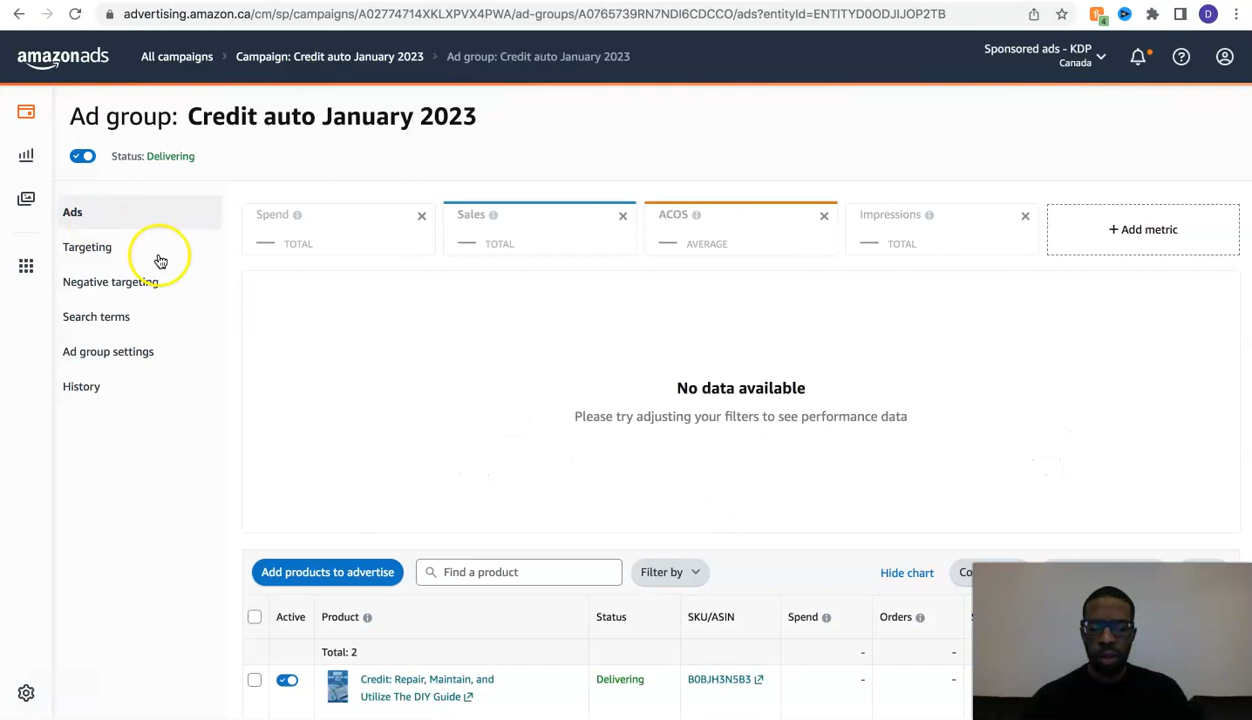 advertising.amazon.ca/cm/sp/campaigns/A02774714XKLXPVX4PWA/ad-groups/A0765739RN7NDI6CDCCO/ads?entityId=ENTITYD0ODJIJOP2TB
4
D
amazonads
All campaigns
Campaign: Credit auto January 2023
Ad group: Credit auto January 2023
Sponsored ads - KDP
Canada
Ad group: Credit auto January 2023
Status: Delivering
Ads
Targeting
Negative targeting
Search terms
Ad group settings
History
Spend
— TOTAL
Sales
— TOTAL
ACOS
— AVERAGE
Impressions
— TOTAL
+ Add metric
No data available
Please try adjusting your filters to see performance data
Add products to advertise
Find a product
Filter by
Hide chart
Co
Active
Product
Status
SKU/ASIN
Spend
Orders
Total: 2
-
-
Credit: Repair, Maintain, and
Utilize The DIY Guide
Delivering
B0BJH3N5B3
-
-